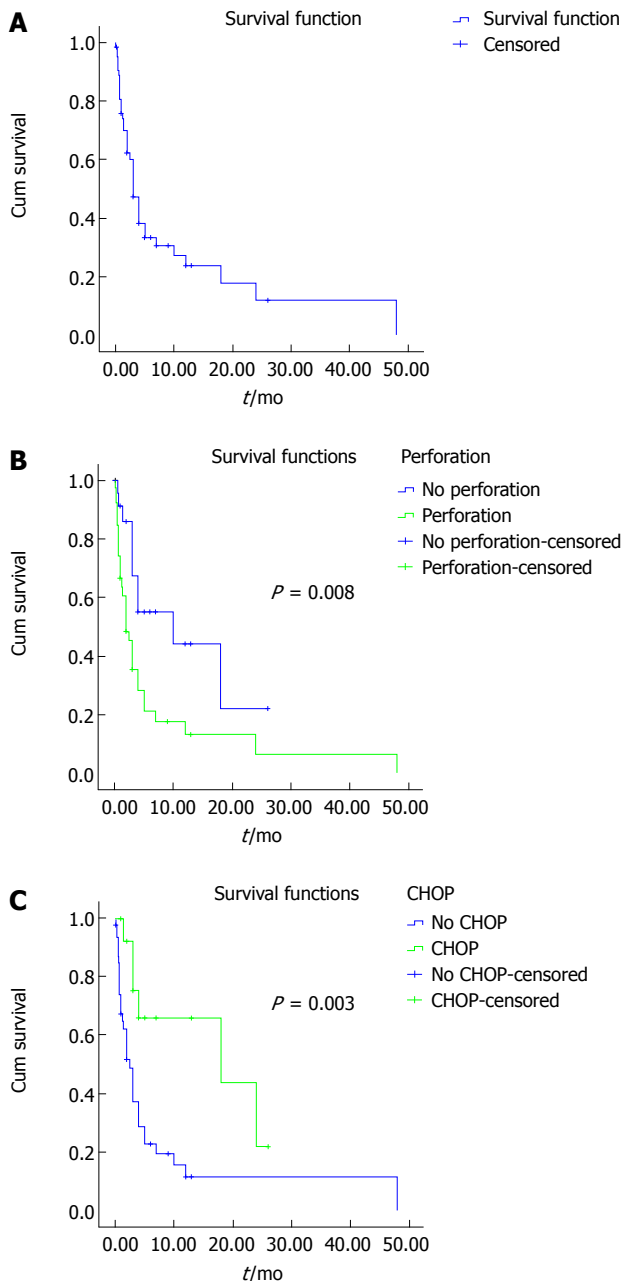 A
Survival function
Survival function
Censored
Cum survival
1.0
0.8
0.6
0.4
0.2
0.0
0.00 10.00 20.00 30.00 40.00 50.00
t/mo
B
Survival functions
Perforation
No perforation
Perforation
No perforation-censored
Perforation-censored
P = 0.008
Cum survival
1.0
0.8
0.6
0.4
0.2
0.0
0.00 10.00 20.00 30.00 40.00 50.00
t/mo
C
Survival functions
CHOP
No CHOP
CHOP
No CHOP-censored
CHOP-censored
P = 0.003
Cum survival
1.0
0.8
0.6
0.4
0.2
0.0
0.00 10.00 20.00 30.00 40.00 50.00
t/mo